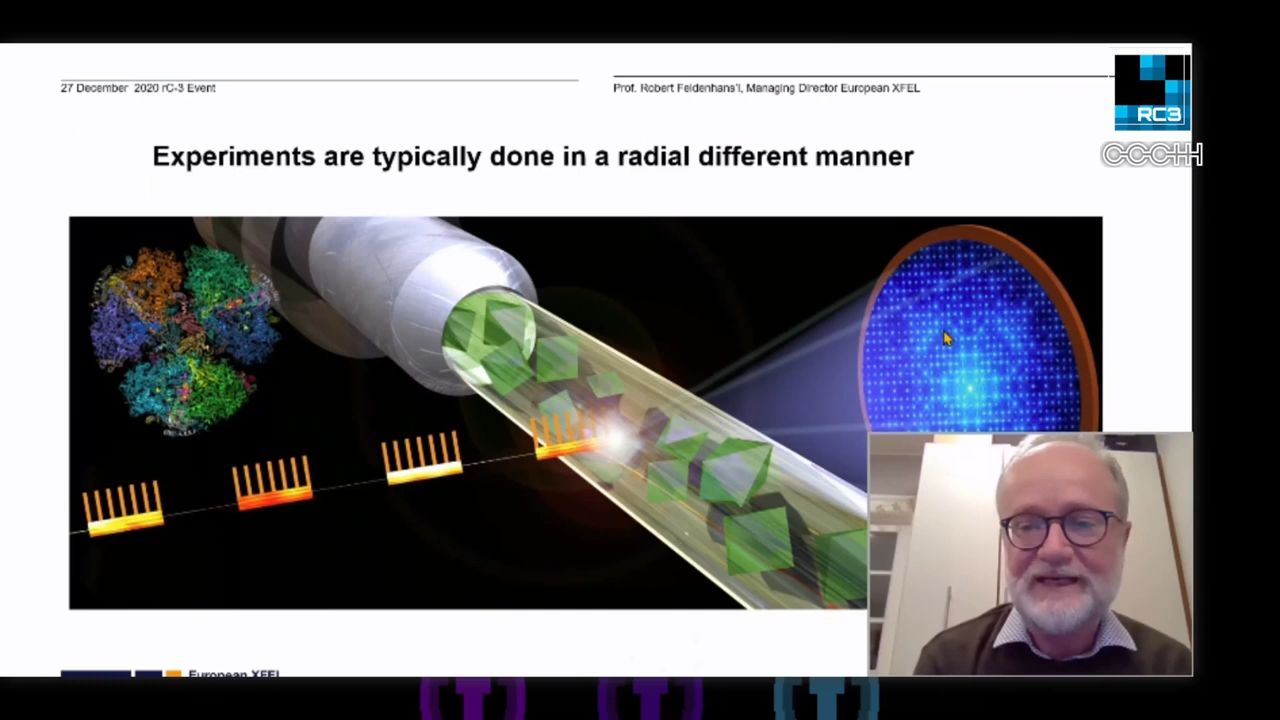 27 December 2020 rC-3 Event
Prof. Robert Feidenhans'l, Managing Director European XFEL
RC3
CCCHH
Experiments are typically done in a radial different manner
European XFEL